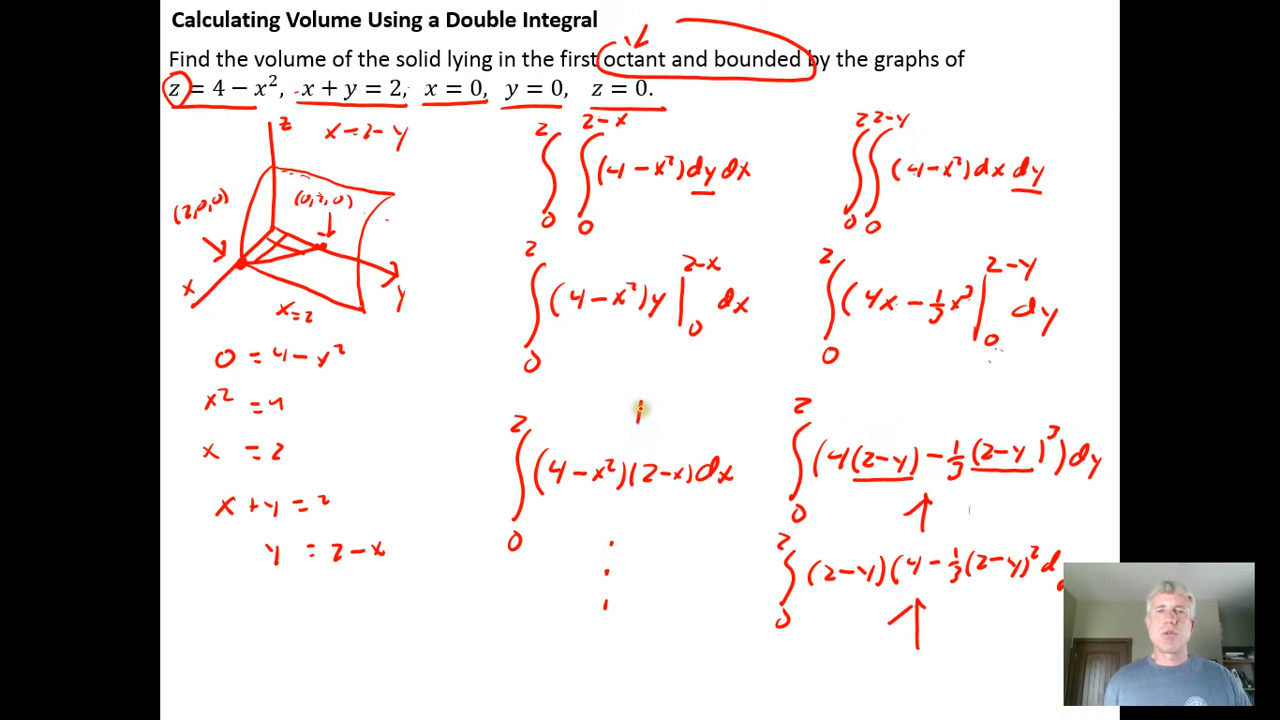 Calculating Volume Using a Double Integral
Find the volume of the solid lying in the first octant and bounded by the graphs of
z = 4 − x², x + y = 2, x = 0, y = 0, z = 0.
z
x = 2 − y
(2,0,0)
(0,2,0)
x
y
x = 2
0 = 4 − x²
x² = 4
x = 2
x + y = 2
y = 2 − x
∫₀² ∫₀^(2−x) (4 − x²) dy dx
∫₀² (4 − x²) y |₀^(2−x) dx
∫₀² (4 − x²)(2 − x) dx
.
.
.
∫₀² ∫₀^(2−y) (4 − x²) dx dy
∫₀² (4x − 1/3 x³ |₀^(2−y) dy
∫₀² (4(2−y) − 1/3 (2−y)³) dy
∫₀² (2−y)(4 − 1/3 (2−y)² d